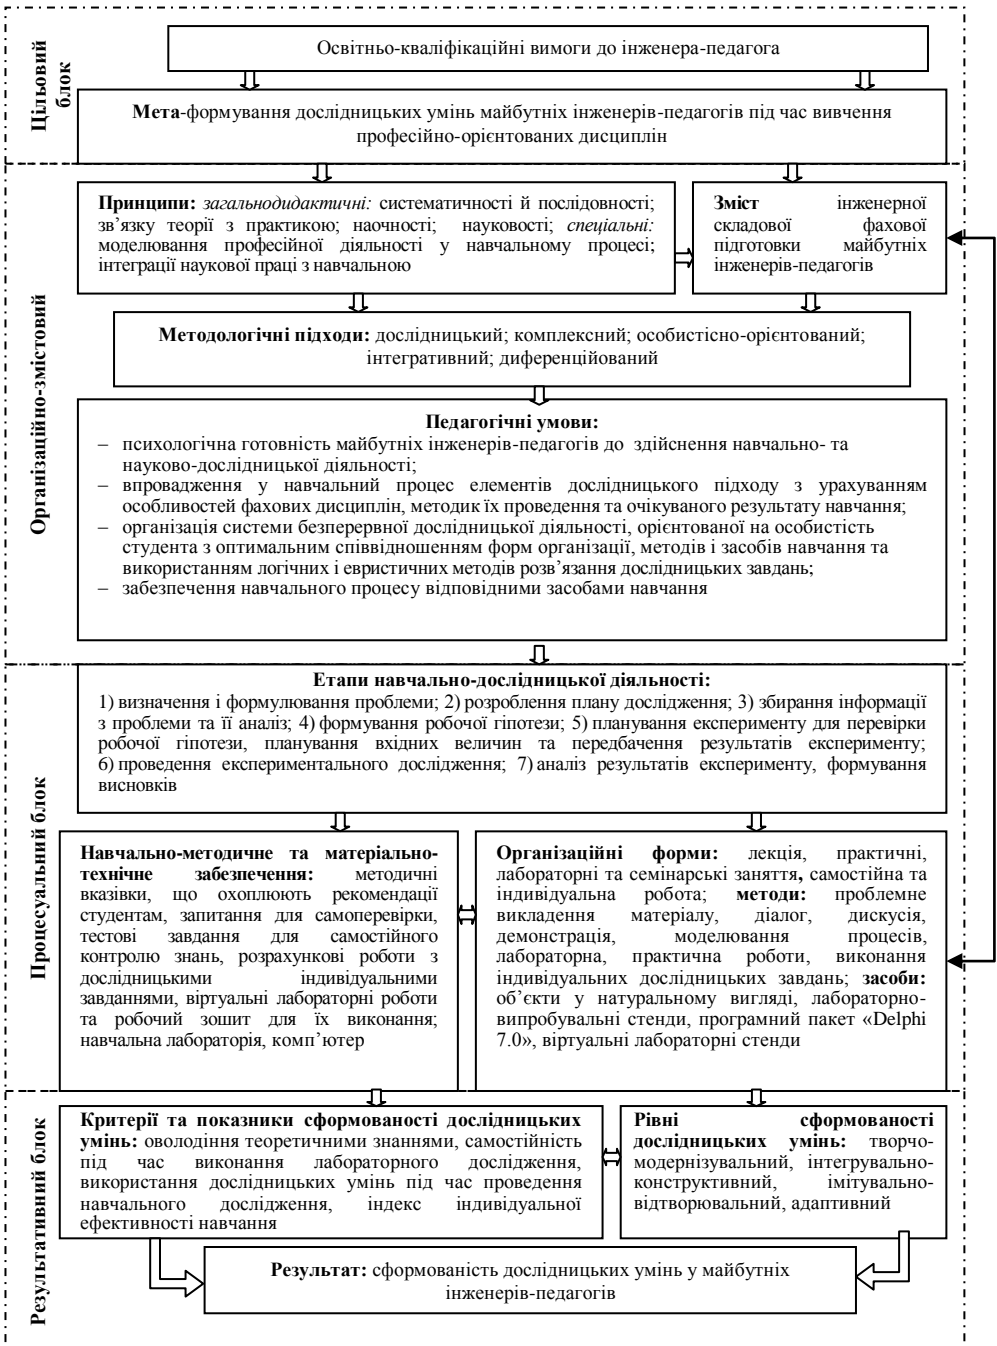 Цільовий
блок
Освітньо-кваліфікаційні вимоги до інженера-педагога
Мета-формування дослідницьких умінь майбутніх інженерів-педагогів під час вивчення
професійно-орієнтованих дисциплін
Організаційно-змістовий
Принципи: загальнодидактичні: систематичності й послідовності;
зв’язку теорії з практикою; наочності; науковості; спеціальні:
моделювання професійної діяльності у навчальному процесі;
інтеграції наукової праці з навчальною
Зміст інженерної
складової фахової
підготовки майбутніх
інженерів-педагогів
Методологічні підходи: дослідницький; комплексний; особистісно-орієнтований;
інтегративний; диференційований
Педагогічні умови:
– психологічна готовність майбутніх інженерів-педагогів до здійснення навчально- та
науково-дослідницької діяльності;
– впровадження у навчальний процес елементів дослідницького підходу з урахуванням
особливостей фахових дисциплін, методик їх проведення та очікуваного результату навчання;
– організація системи безперервної дослідницької діяльності, орієнтованої на особистість
студента з оптимальним співвідношенням форм організації, методів і засобів навчання та
використанням логічних і евристичних методів розв’язання дослідницьких завдань;
– забезпечення навчального процесу відповідними засобами навчання
Процесуальний блок
Етапи навчально-дослідницької діяльності:
1) визначення і формулювання проблеми; 2) розроблення плану дослідження; 3) збирання інформації
з проблеми та її аналіз; 4) формування робочої гіпотези; 5) планування експерименту для перевірки
робочої гіпотези, планування вхідних величин та передбачення результатів експерименту;
6) проведення експериментального дослідження; 7) аналіз результатів експерименту, формування
висновків
Навчально-методичне та матеріально-
технічне забезпечення: методичні
вказівки, що охоплюють рекомендації
студентам, запитання для самоперевірки,
тестові завдання для самостійного
контролю знань, розрахункові роботи з
дослідницькими індивідуальними
завданнями, віртуальні лабораторні роботи
та робочий зошит для їх виконання;
навчальна лабораторія, комп’ютер
Організаційні форми: лекція, практичні,
лабораторні та семінарські заняття, самостійна та
індивідуальна робота; методи: проблемне
викладення матеріалу, діалог, дискусія,
демонстрація, моделювання процесів,
лабораторна, практична роботи, виконання
індивідуальних дослідницьких завдань; засоби:
об’єкти у натуральному вигляді, лабораторно-
випробувальні стенди, програмний пакет «Delphi
7.0», віртуальні лабораторні стенди
Результативний блок
Критерії та показники сформованості дослідницьких
умінь: оволодіння теоретичними знаннями, самостійність
під час виконання лабораторного дослідження,
використання дослідницьких умінь під час проведення
навчального дослідження, індекс індивідуальної
ефективності навчання
Рівні сформованості
дослідницьких умінь: творчо-
модернізувальний, інтегрувально-
конструктивний, імітувально-
відтворювальний, адаптивний
Результат: сформованість дослідницьких умінь у майбутніх
інженерів-педагогів